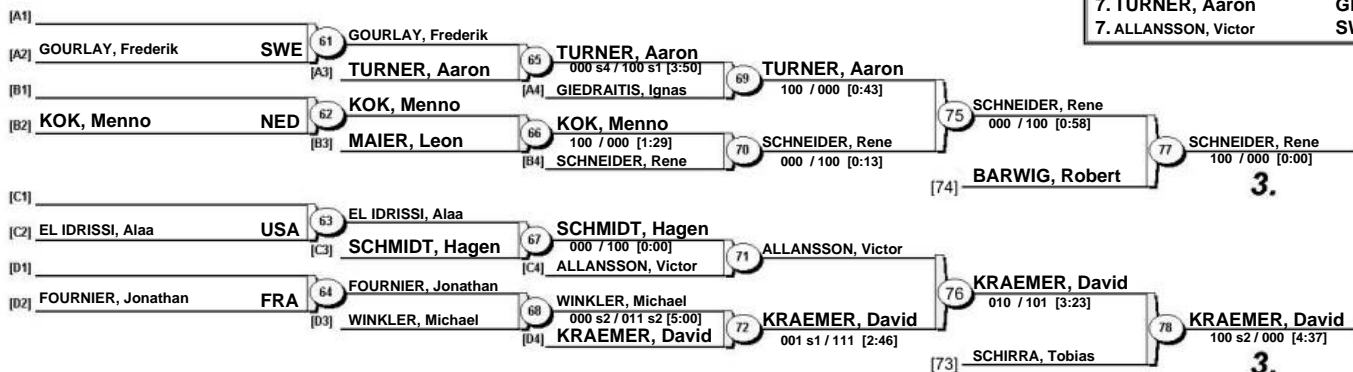 7. TURNER, Aaron
7. ALLANSSON, Victor
[A1]
[A2] GOURLAY, Frederik SWE
61
GOURLAY, Frederik
[A3] TURNER, Aaron
65
TURNER, Aaron
000 s4 / 100 s1 [3:50]
[A4] GIEDRAITIS, Ignas
69
TURNER, Aaron
100 / 000 [0:43]
[B1]
[B2] KOK, Menno NED
62
KOK, Menno
[B3] MAIER, Leon
66
KOK, Menno
100 / 000 [1:29]
[B4] SCHNEIDER, Rene
70
SCHNEIDER, Rene
000 / 100 [0:13]
75
SCHNEIDER, Rene
000 / 100 [0:58]
[74] BARWIG, Robert
77
SCHNEIDER, Rene
100 / 000 [0:00]
3.
[C1]
[C2] EL IDRISSI, Alaa USA
63
EL IDRISSI, Alaa
[C3] SCHMIDT, Hagen
67
SCHMIDT, Hagen
000 / 100 [0:00]
[C4] ALLANSSON, Victor
71
ALLANSSON, Victor
[D1]
[D2] FOURNIER, Jonathan FRA
64
FOURNIER, Jonathan
[D3] WINKLER, Michael
68
WINKLER, Michael
000 s2 / 011 s2 [5:00]
[D4] KRAEMER, David
72
KRAEMER, David
001 s1 / 111 [2:46]
76
KRAEMER, David
010 / 101 [3:23]
[73] SCHIRRA, Tobias
78
KRAEMER, David
100 s2 / 000 [4:37]
3.